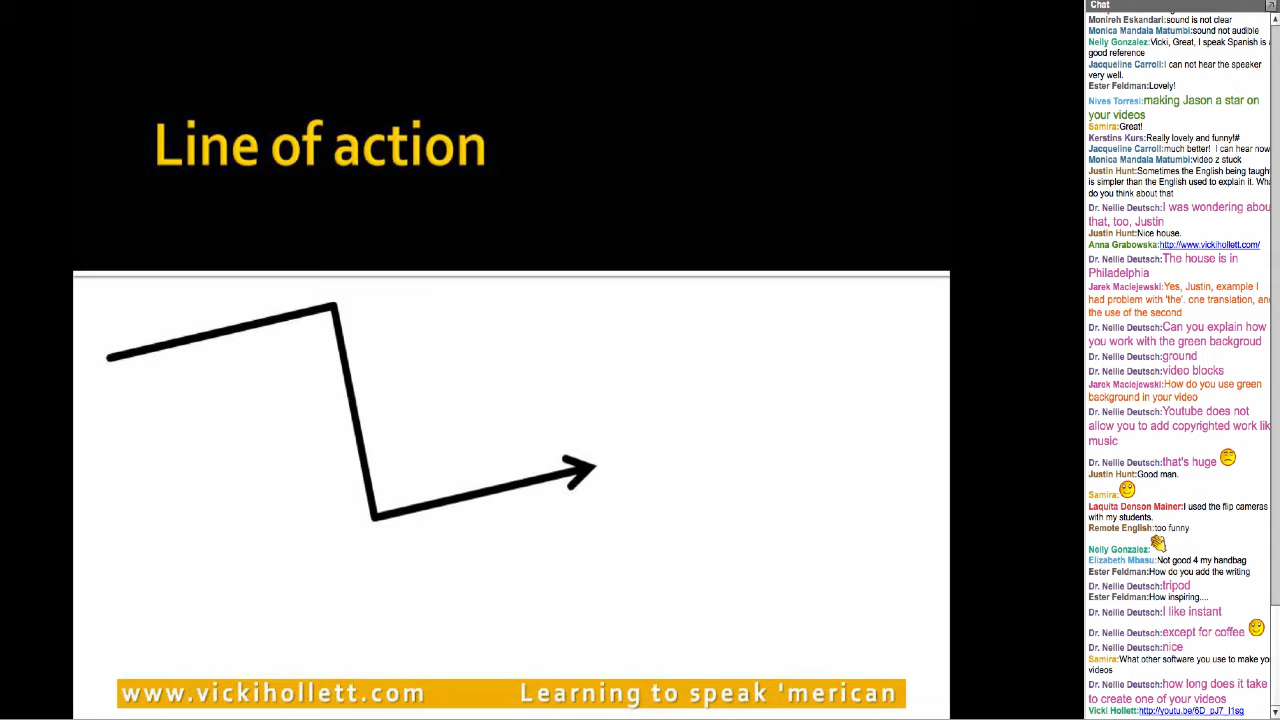 Line of action
www.vickihollett.com Learning to speak 'merican
Chat
Monireh Eskandari:sound is not clear
Monica Mandala Matumbi:sound not audible
Nelly Gonzalez:Vicki, Great, I speak Spanish is
good reference
Jacqueline Carroll:I can not hear the speaker
very well.
Ester Feldman:Lovely!
Nives Torresi:making Jason a star on
your videos
Samira:Great!
Kerstins Kurs:Really lovely and funny!#
Jacqueline Carroll:much better! I can hear now
Monica Mandala Matumbi:video z stuck
Justin Hunt:Sometimes the English being
is simpler than the English used to explain it.
do you think about that
Dr. Nellie Deutsch:I was wondering
that, too, Justin
Justin Hunt:Nice house.
Anna Grabowska:http://www.vickihollett.com/
Dr. Nellie Deutsch:The house is in
Philadelphia
Jarek Maciejewski:Yes, Justin, example I
had problem with 'the'. one translation,
the use of the second
Dr. Nellie Deutsch:Can you explain how
you work with the green backgroud
Dr. Nellie Deutsch:ground
Dr. Nellie Deutsch:video blocks
Jarek Maciejewski:How do you use green
background in your video
Dr. Nellie Deutsch:Youtube does not
allow you to add copyrighted work
music
Dr. Nellie Deutsch:that's huge
Justin Hunt:Good man.
Samira:
Laquita Denson Mainer:I used the flip cameras
with my students.
Remote English:too funny
Nelly Gonzalez:
Elizabeth Mbasu:Not good 4 my handbag
Ester Feldman:How do you add the writing
Dr. Nellie Deutsch:tripod
Ester Feldman:How inspiring....
Dr. Nellie Deutsch:I like instant
Dr. Nellie Deutsch:except for coffee
Dr. Nellie Deutsch:nice
Samira:What other software you use to make
videos
Dr. Nellie Deutsch:how long does it take
to create one of your videos
Vicki Hollett:http://youtu.be/6D_pJ7_I1sg